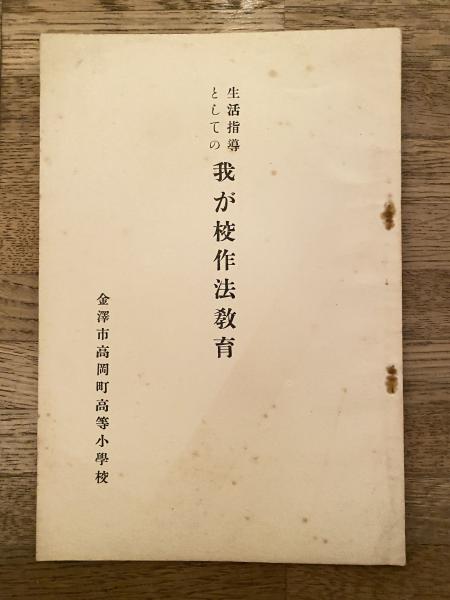 生活指導
としての
我が校作法敎育
金澤市高岡町高等小學校